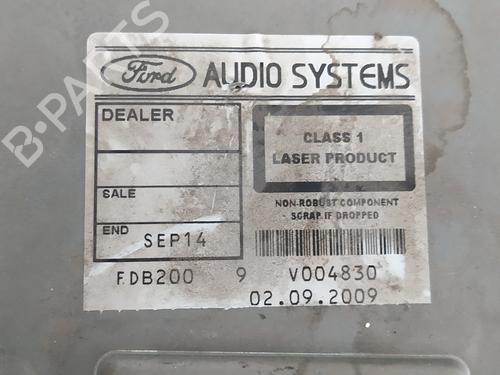 Ford AUDIO SYSTEMS
DEALER
SALE
END SEP14
CLASS 1
LASER PRODUCT
NON-ROBUST COMPONENT
SCRAP IF DROPPED
FDB200 9 V004830
02.09.2009
B-PARTS